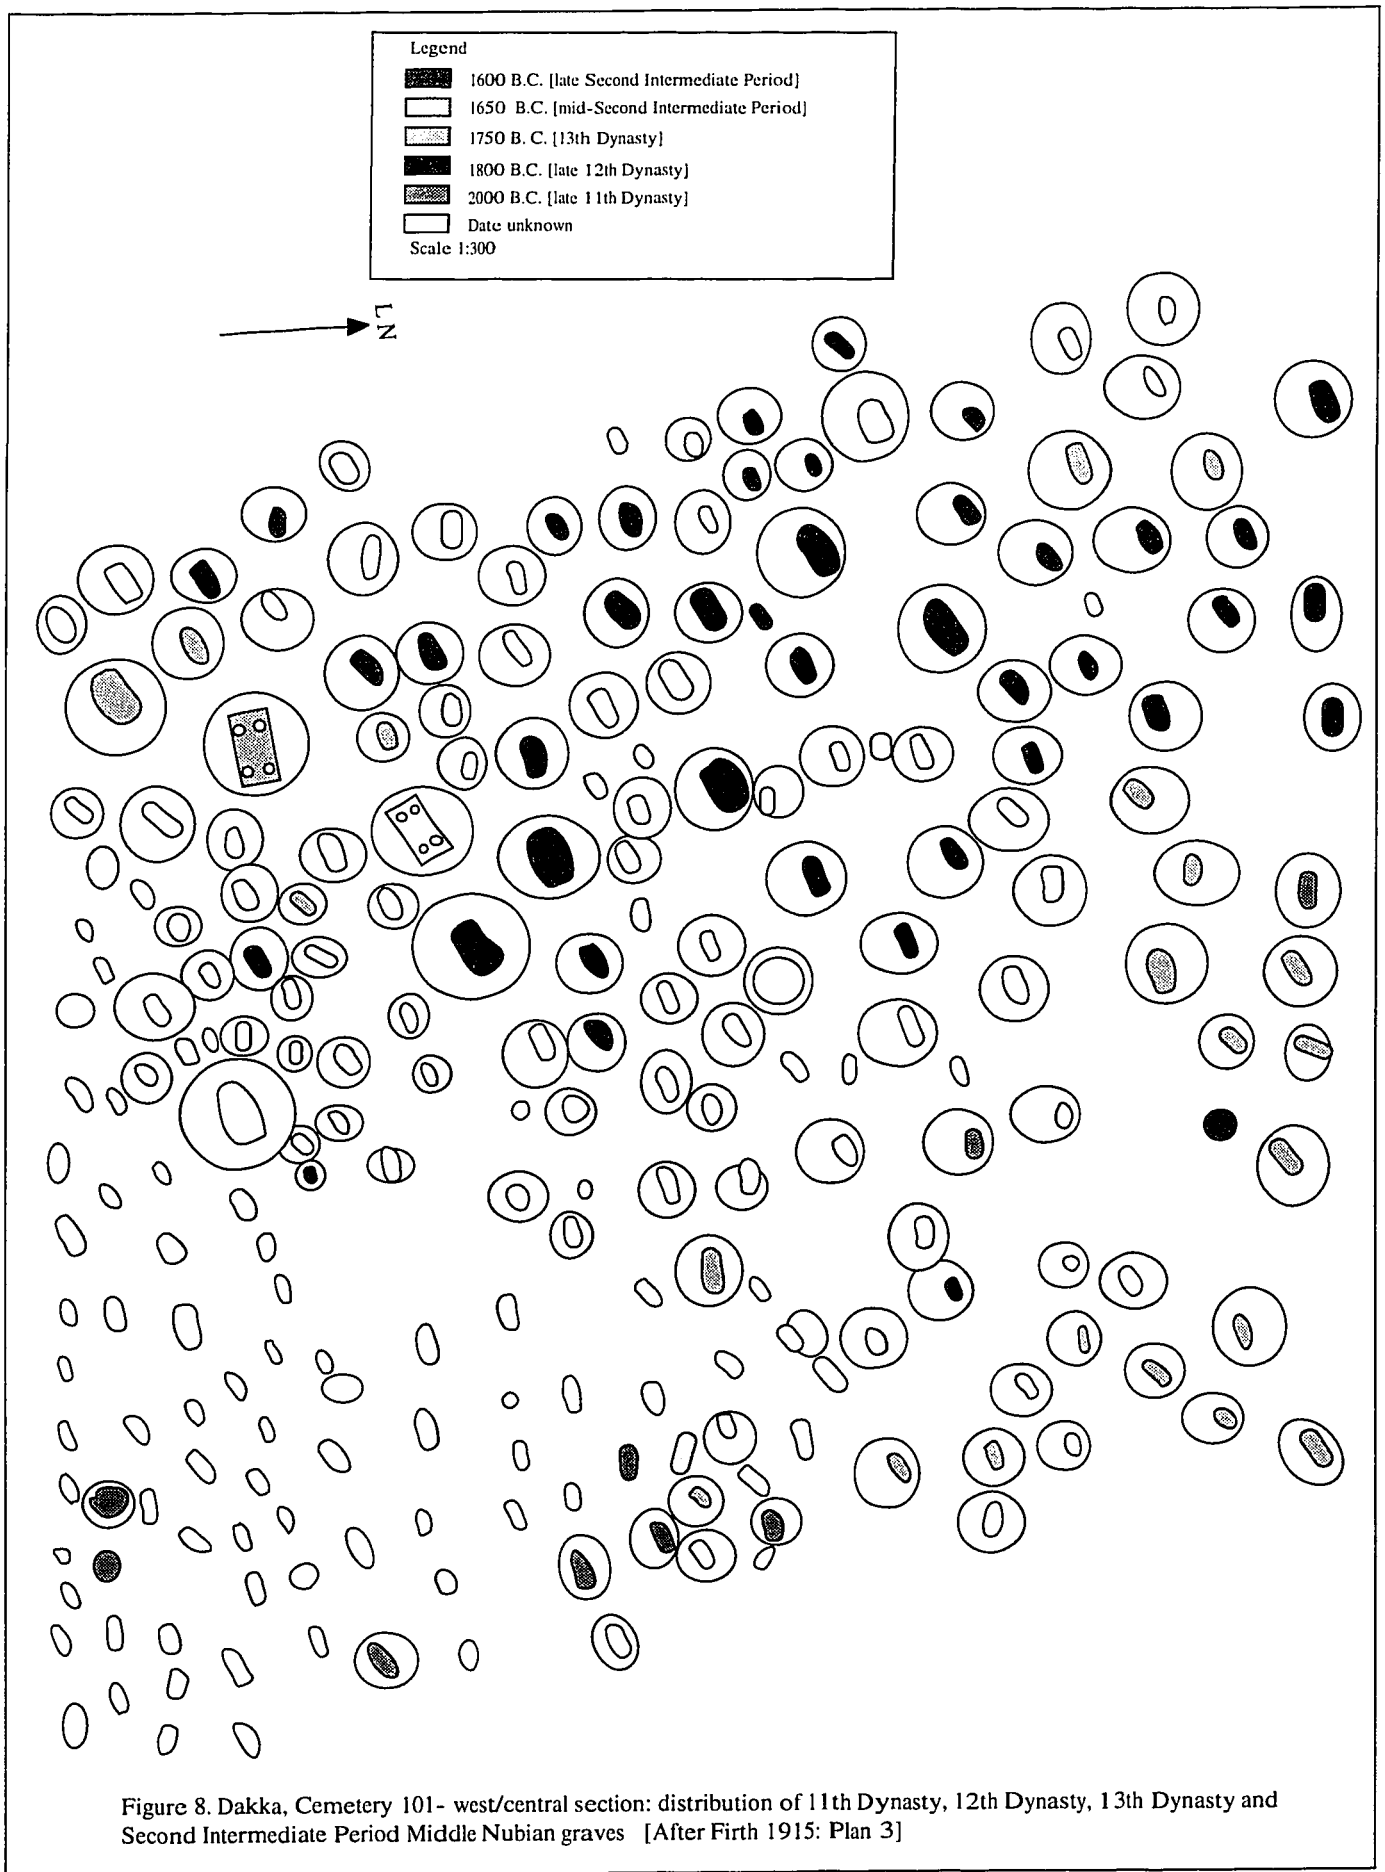 Legend
1600 B.C. [late Second Intermediate Period]
1650 B.C. [mid-Second Intermediate Period]
1750 B. C. [13th Dynasty]
1800 B.C. [late 12th Dynasty]
2000 B.C. [late 11th Dynasty]
Date unknown
Scale 1:300
LN
Figure 8. Dakka, Cemetery 101- west/central section: distribution of 11th Dynasty, 12th Dynasty, 13th Dynasty and
Second Intermediate Period Middle Nubian graves [After Firth 1915: Plan 3]